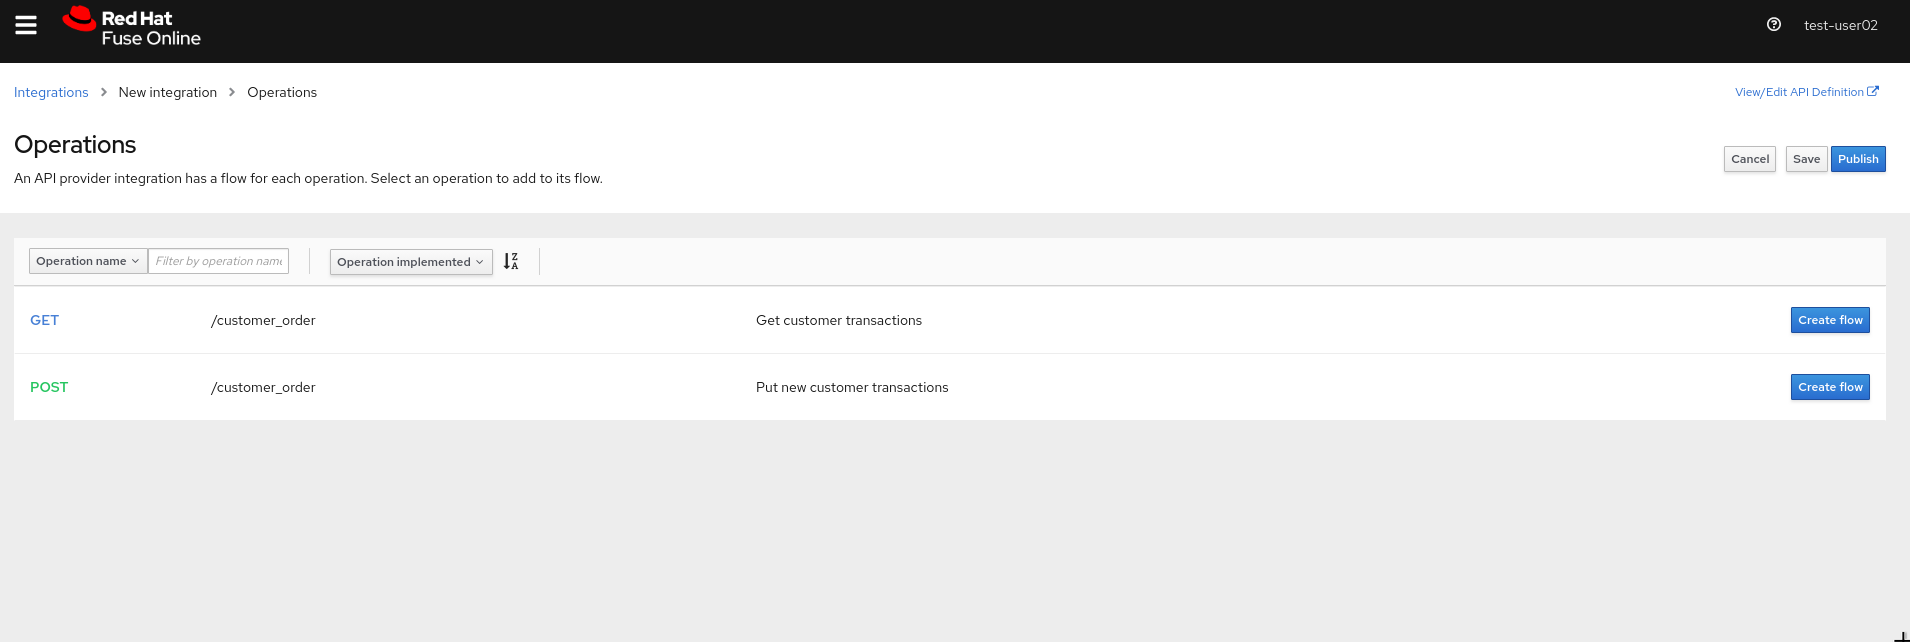 Red Hat
Fuse Online
test-user02
Integrations > New integration > Operations
View/Edit API Definition
Operations
An API provider integration has a flow for each operation. Select an operation to add to its flow.
Cancel Save Publish
Operation name Filter by operation name Operation implemented
GET /customer_order Get customer transactions Create flow
POST /customer_order Put new customer transactions Create flow